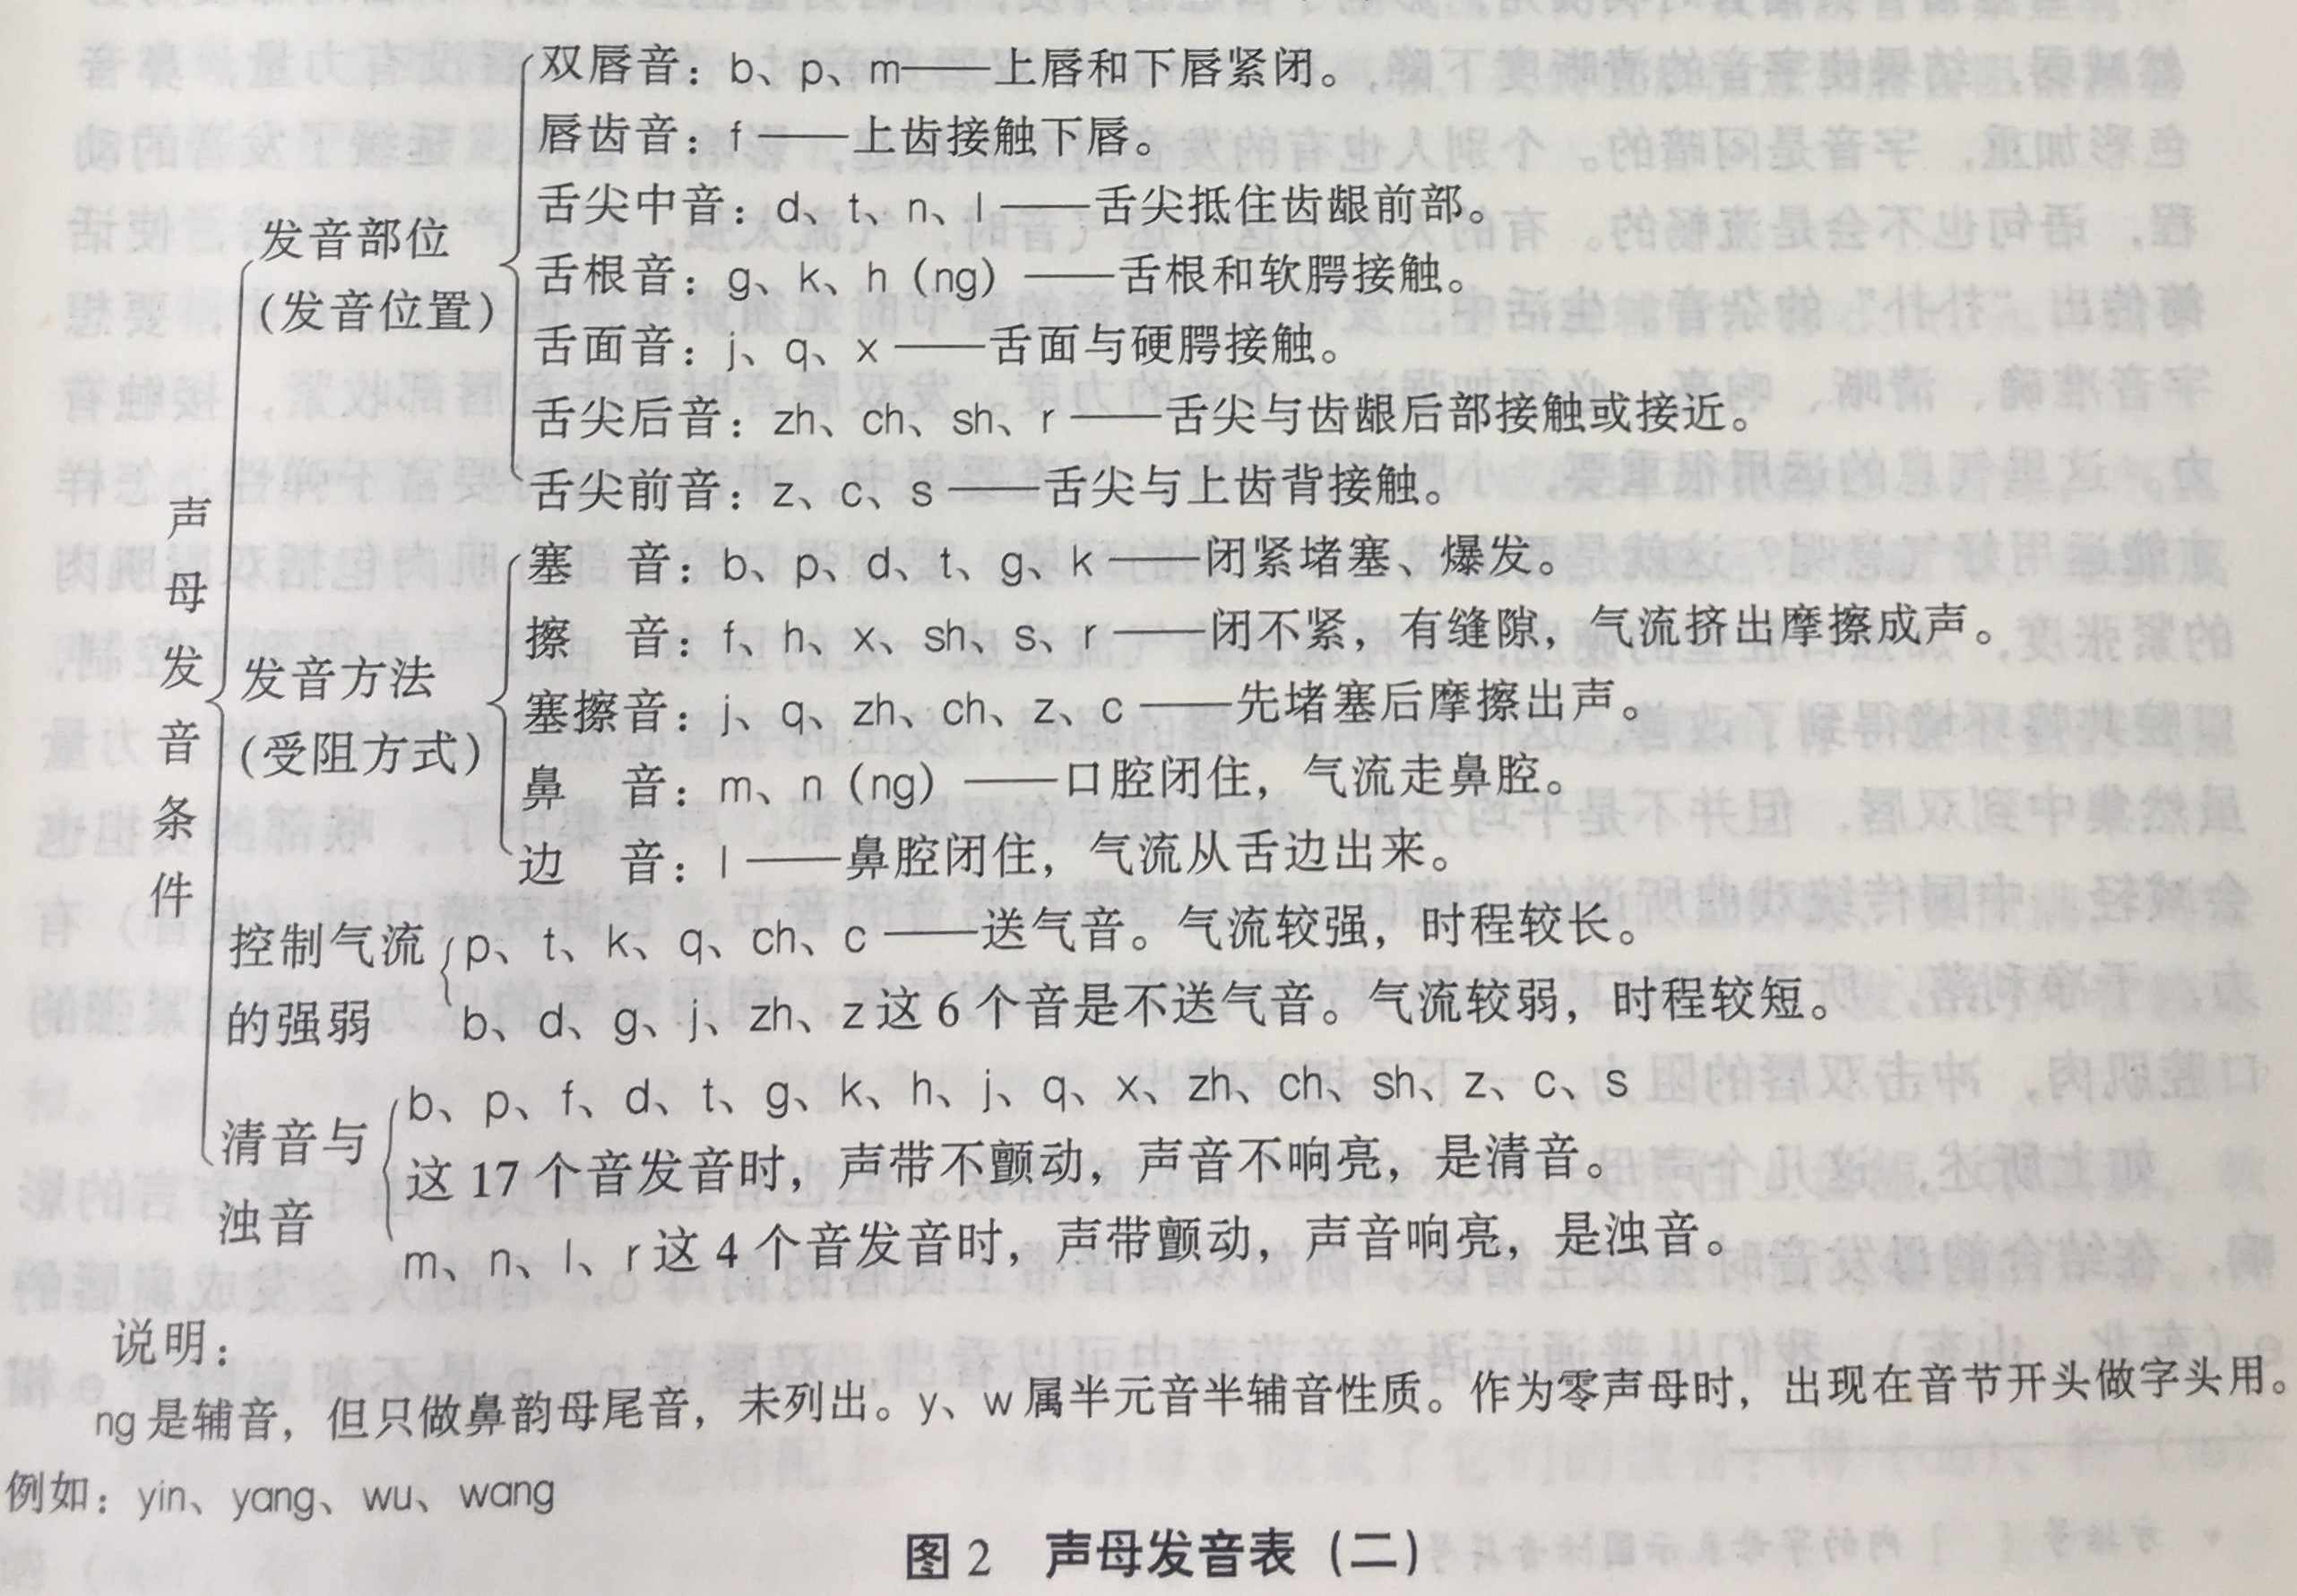 双唇音：b、p、m——上唇和下唇紧闭。
唇齿音：f ——上齿接触下唇。
舌尖中音：d、t、n、l ——舌尖抵住齿龈前部。
发音部位
(发音位置)
舌根音：g、k、h（ng）——舌根和软腭接触。
舌面音：j、q、x ——舌面与硬腭接触。
舌尖后音：zh、ch、sh、r ——舌尖与齿龈后部接触或接近。
舌尖前音：z、c、s ——舌尖与上齿背接触。
声母发音条件
塞 音：b、p、d、t、g、k ——闭紧堵塞、爆发。
擦 音：f、h、x、sh、s、r ——闭不紧，有缝隙，气流挤出摩擦成声。
发音方法
(受阻方式)
塞擦音：j、q、zh、ch、z、c ——先堵塞后摩擦出声。
鼻 音：m、n（ng）——口腔闭住，气流走鼻腔。
边 音：l ——鼻腔闭住，气流从舌边出来。
控制气流
的强弱
p、t、k、q、ch、c ——送气音。气流较强，时程较长。
b、d、g、j、zh、z 这 6 个音是不送气音。气流较弱，时程较短。
清音与
浊音
b、p、f、d、t、g、k、h、j、q、x、zh、ch、sh、z、c、s
这 17 个音发音时，声带不颤动，声音不响亮，是清音。
m、n、l、r 这 4 个音发音时，声带颤动，声音响亮，是浊音。
说明：
ng 是辅音，但只做鼻韵母尾音，未列出。y、w 属半元音半辅音性质。作为零声母时，出现在音节开头做字头用。
例如：yin、yang、wu、wang
图 2 声母发音表（二）